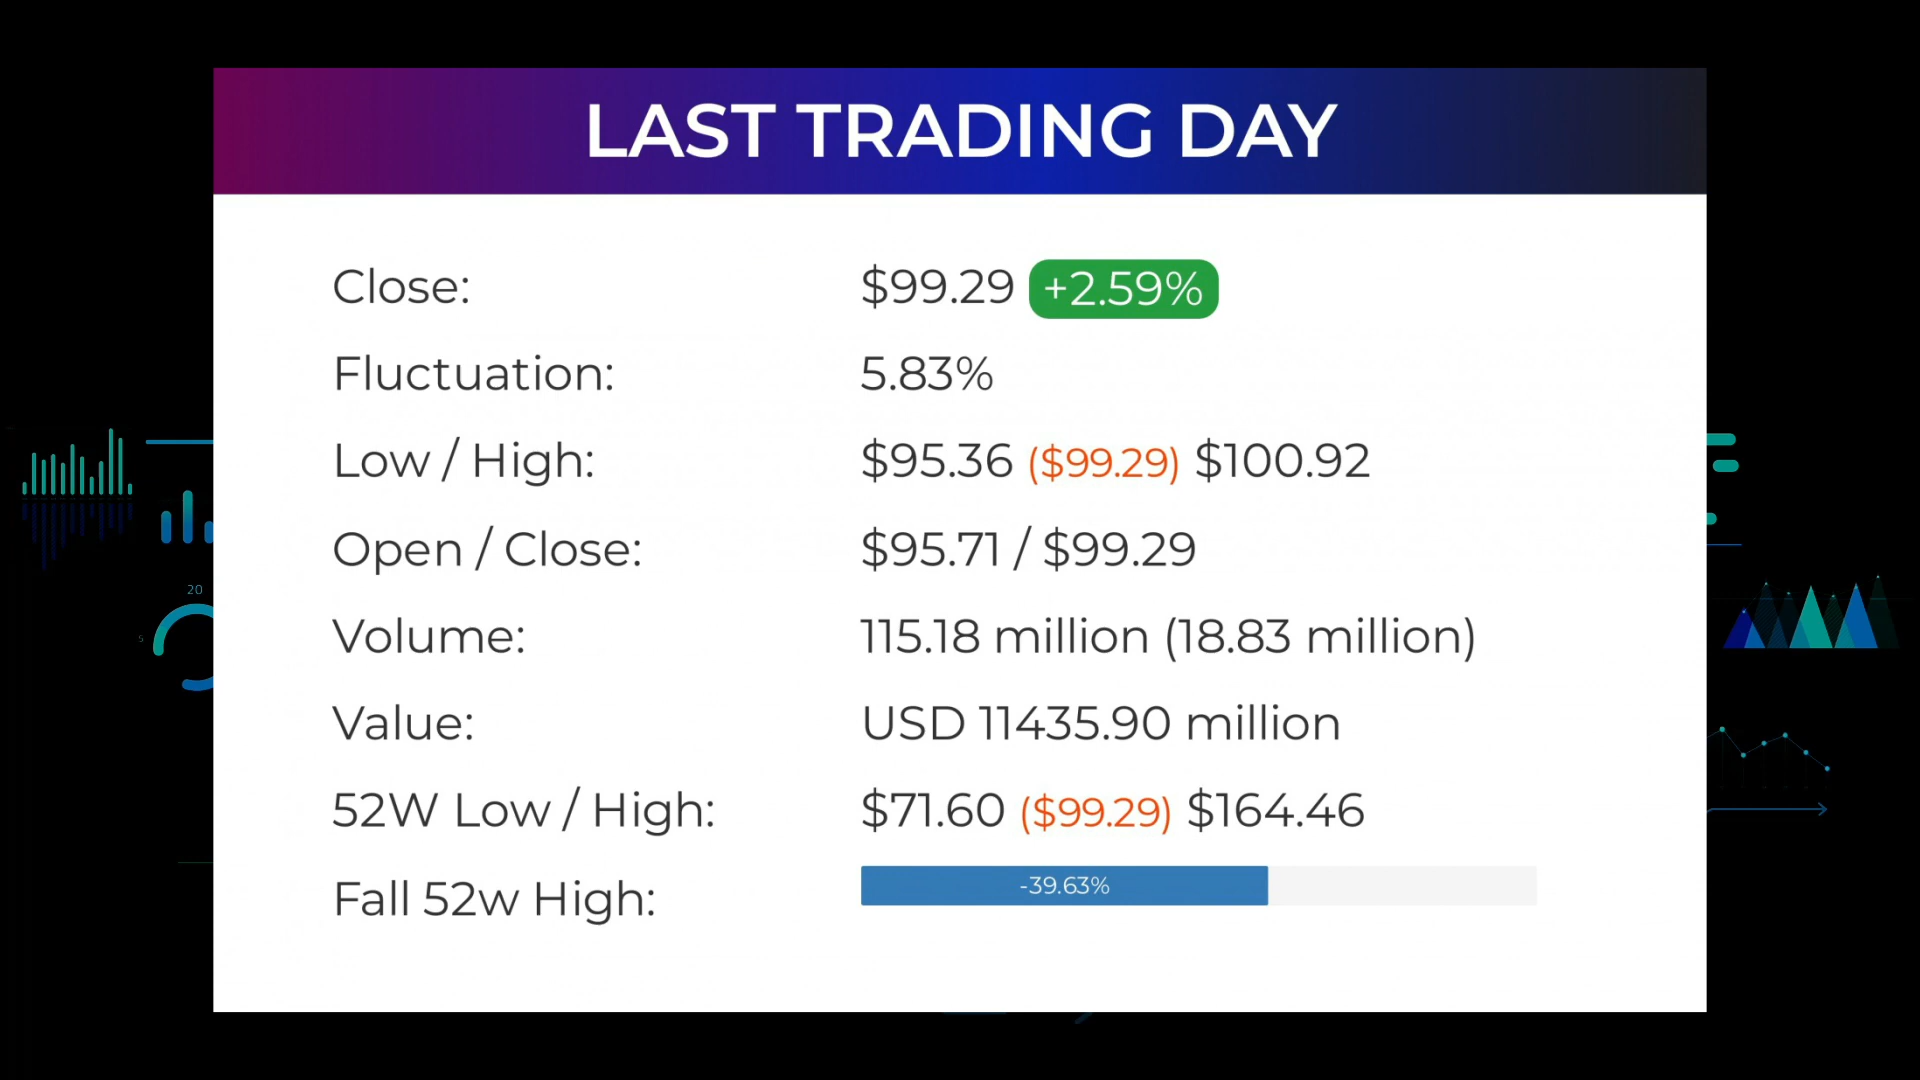 LAST TRADING DAY
Close: $99.29 +2.59%
Fluctuation: 5.83%
Low / High: $95.36 ($99.29) $100.92
Open / Close: $95.71 / $99.29
Volume: 115.18 million (18.83 million)
20
5
Value: USD 11435.90 million
52W Low / High: $71.60 ($99.29) $164.46
Fall 52w High: -39.63%